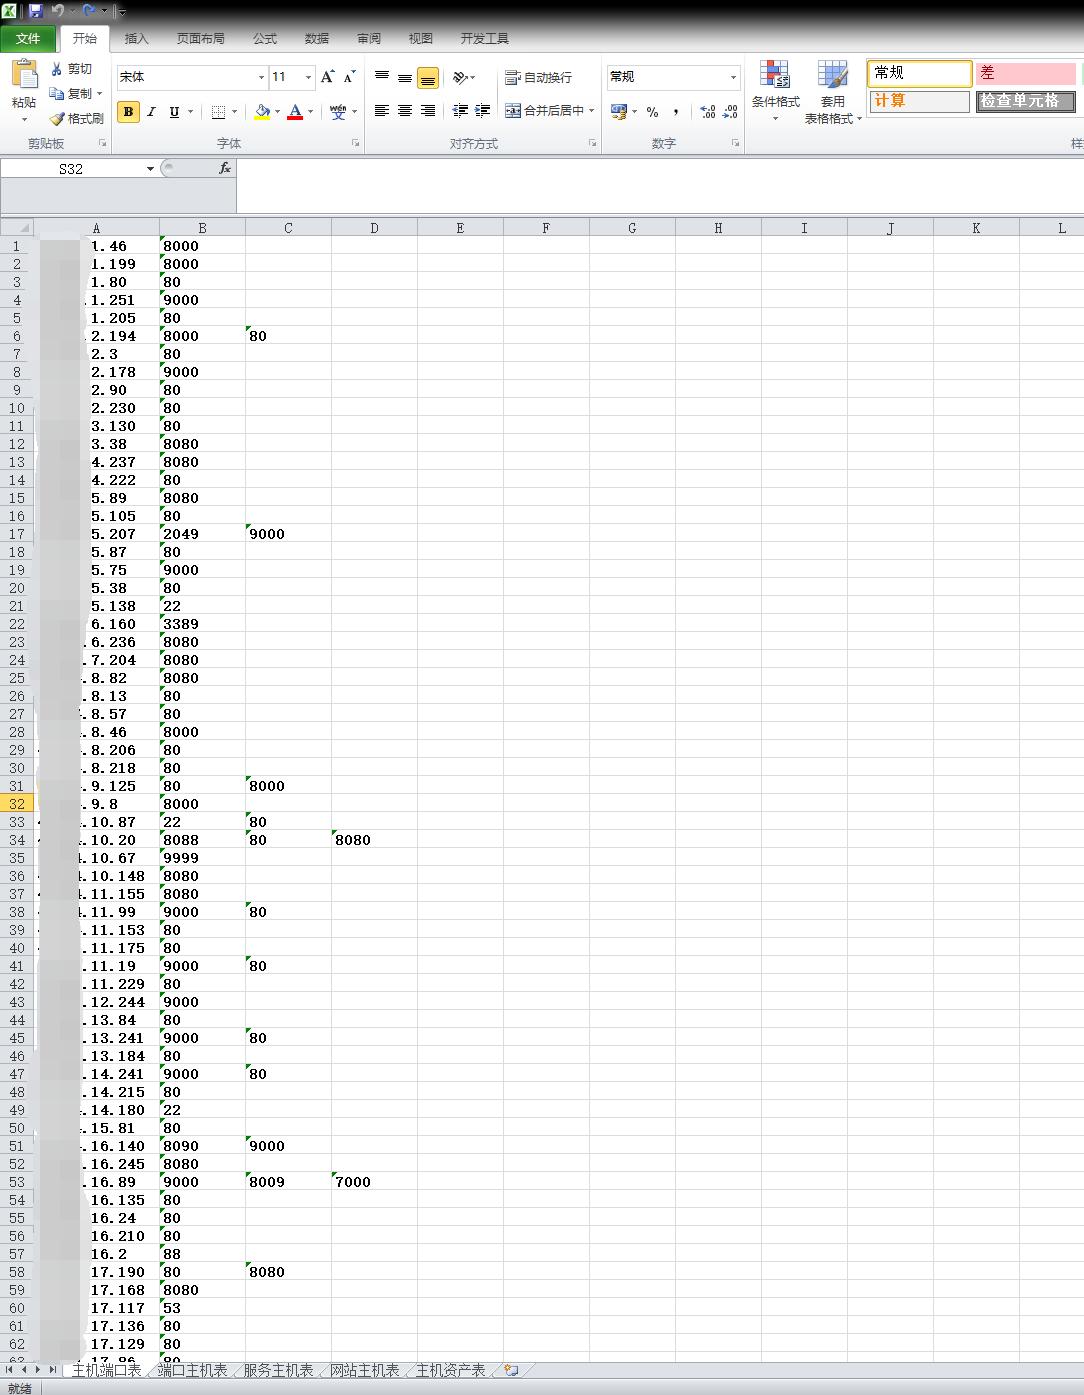 文件 开始 插入 页面布局 公式 数据 审阅 视图 开发工具
剪切 宋体 11 自动换行 常规 常规 差
粘贴 复制 条件格式 套用 计算 检查单元格
格式刷 B I U 合并后居中 % 表格格式
剪贴板 字体 对齐方式 数字
S32 fx
A B C D E F G H I J K L
1 1.46 8000
2 1.199 8000
3 1.80 80
4 .1.251 9000
5 1.205 80
6 .2.194 8000 80
7 2.3 80
8 2.178 9000
9 2.90 80
10 2.230 80
11 3.130 80
12 3.38 8080
13 4.237 8080
14 4.222 80
15 5.89 8080
16 5.105 80
17 5.207 2049 9000
18 5.87 80
19 5.75 9000
20 5.38 80
21 5.138 22
22 6.160 3389
23 .6.236 8080
24 .7.204 8080
25 .8.82 8080
26 .8.13 80
27 .8.57 80
28 .8.46 8000
29 .8.206 80
30 .8.218 80
31 .9.125 80 8000
32 .9.8 8000
33 .10.87 22 80
34 .10.20 8088 80 8080
35 .10.67 9999
36 .10.148 8080
37 .11.155 8080
38 .11.99 9000 80
39 .11.153 80
40 .11.175 80
41 .11.19 9000 80
42 .11.229 80
43 .12.244 9000
44 .13.84 80
45 .13.241 9000 80
46 .13.184 80
47 .14.241 9000 80
48 .14.215 80
49 .14.180 22
50 .15.81 80
51 .16.140 8090 9000
52 .16.245 8080
53 .16.89 9000 8009 7000
54 16.135 80
55 16.24 80
56 16.210 80
57 16.2 88
58 17.190 80 8080
59 17.168 8080
60 17.117 53
61 17.136 80
62 17.129 80
63 17.86 80
主机端口表 端口主机表 服务主机表 网站主机表 主机资产表
就绪